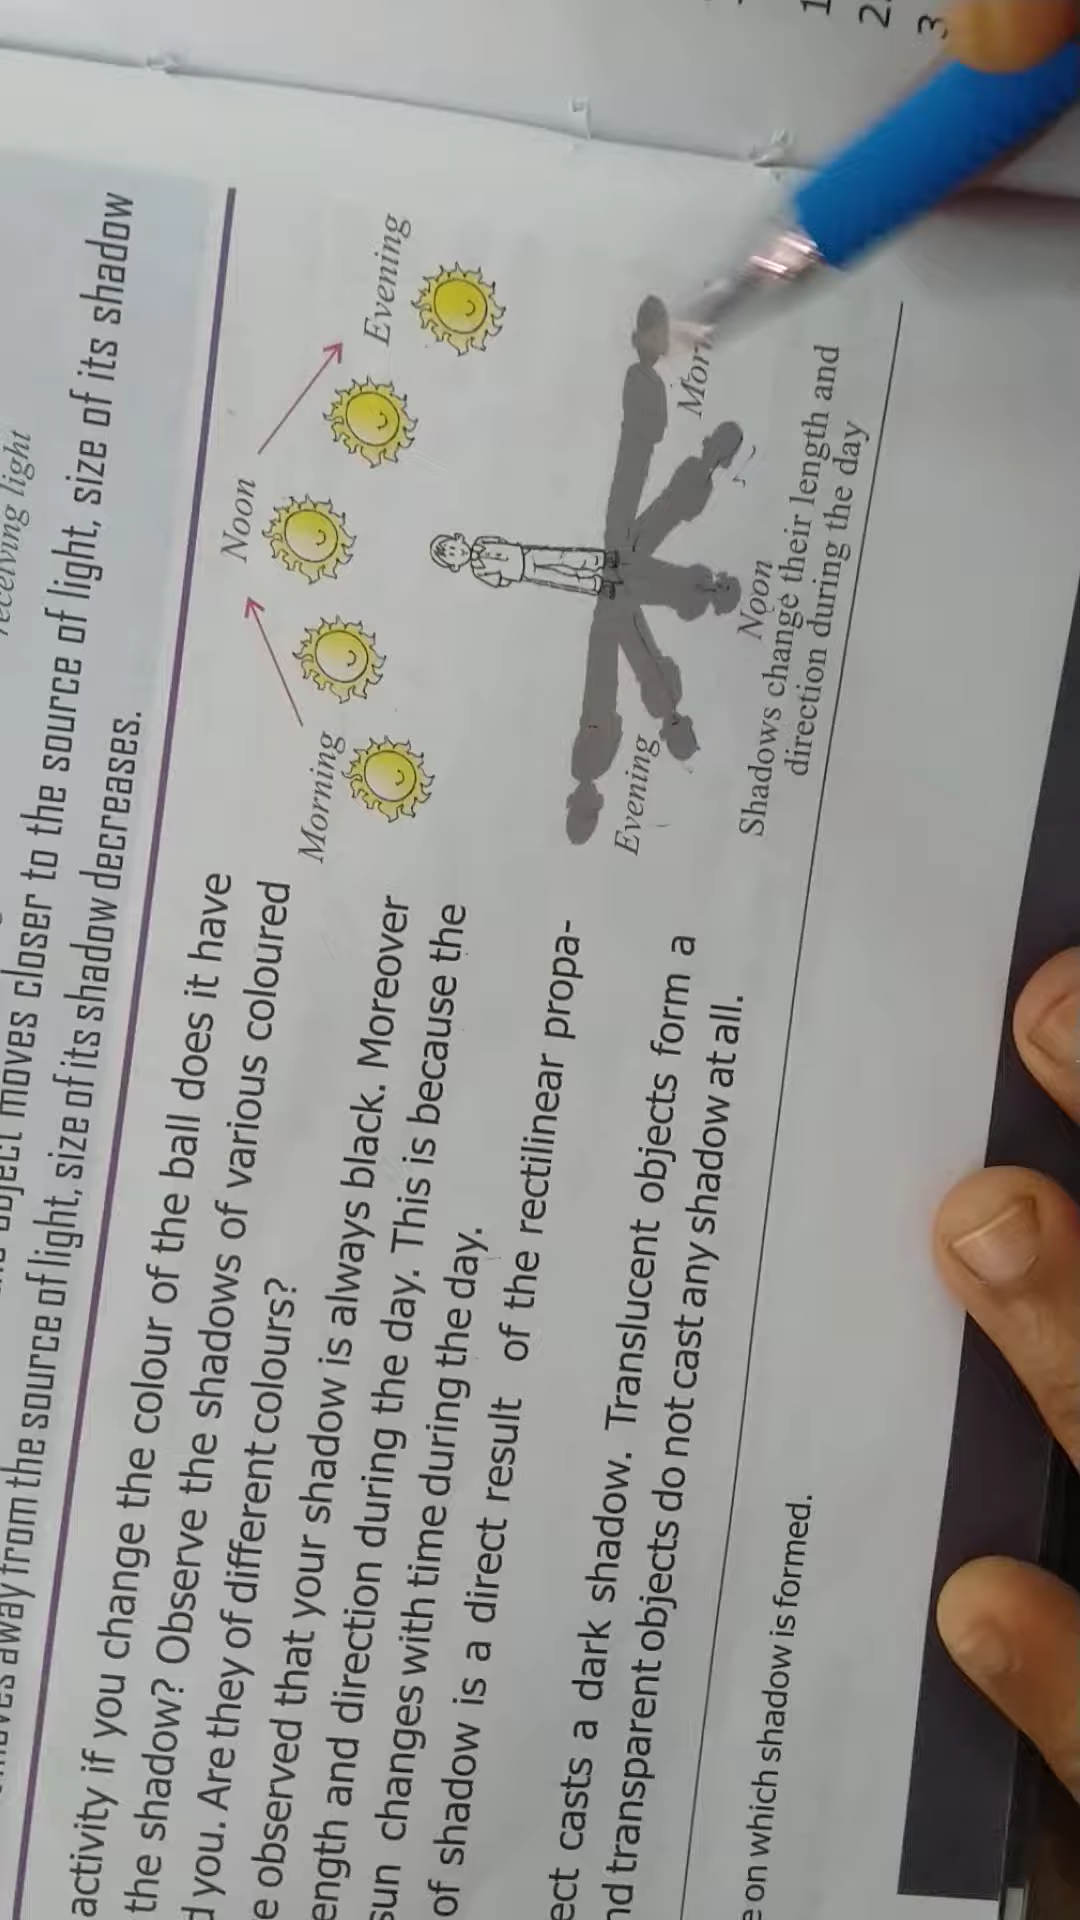 receiving light
object moves closer to the source of light, size of its shadow
away from the source of light, size of its shadow decreases.
activity if you change the colour of the ball does it have
the shadow? Observe the shadows of various coloured
you. Are they of different colours?
observed that your shadow is always black. Moreover
ength and direction during the day. This is because the
sun changes with time during the day.
of shadow is a direct result of the rectilinear propa-
ect casts a dark shadow. Translucent objects form a
nd transparent objects do not cast any shadow at all.
on which shadow is formed.
Morning
Noon
Evening
Evening
Noon
Morn
Shadows change their length and
direction during the day
1
2.
3